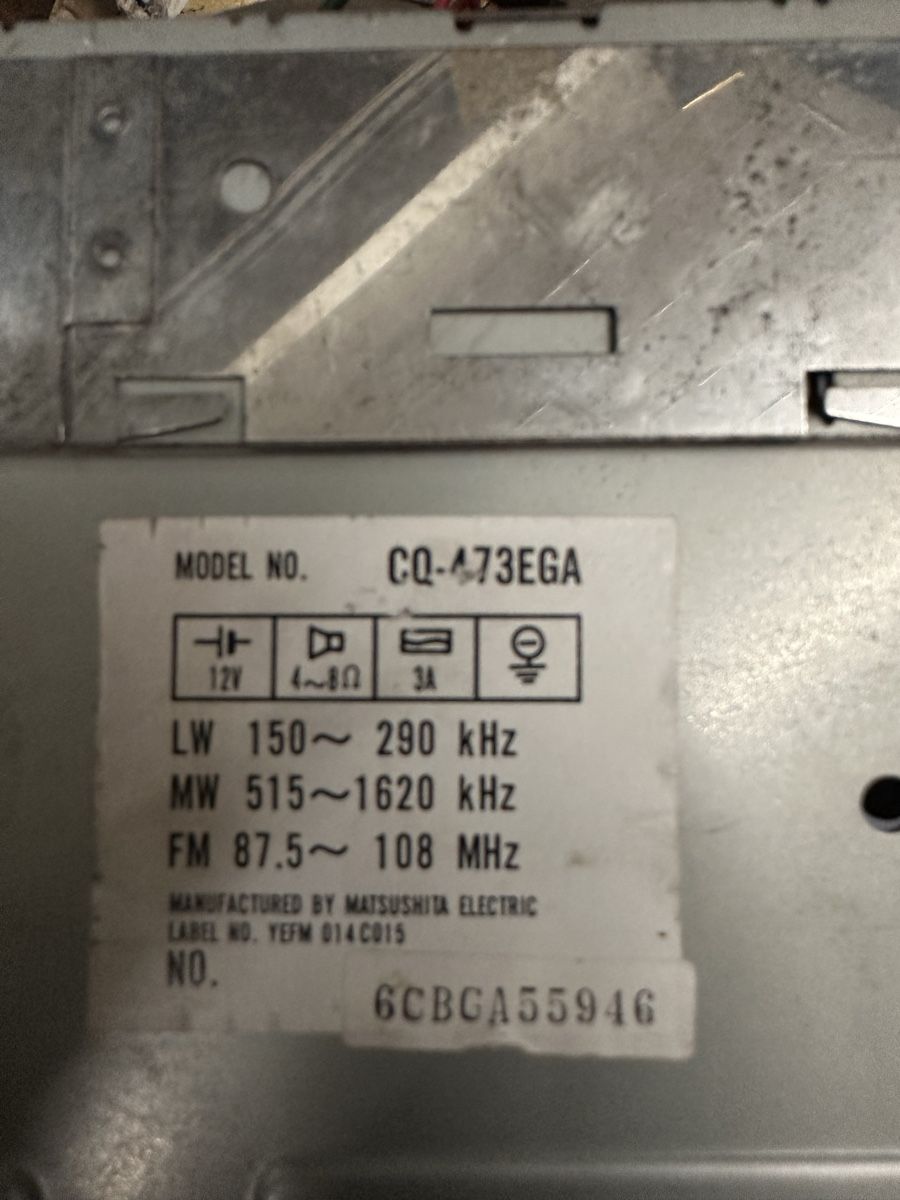 MODEL NO. CQ-473EGA
12V 4~8Ω 3A
LW 150~ 290 kHz
MW 515~1620 kHz
FM 87.5~ 108 MHz
MANUFACTURED BY MATSUSHITA ELECTRIC
LABEL NO. YEFM 014C015
NO.
6CBGA55946